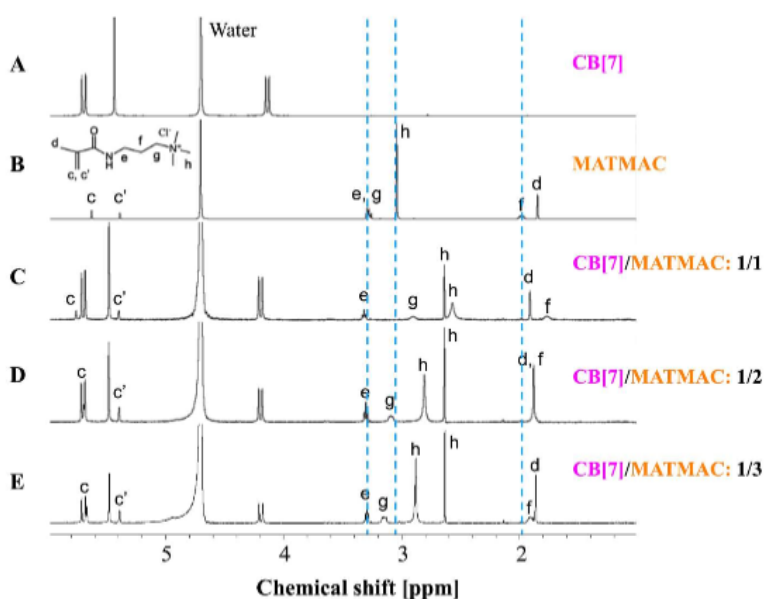 Water
A
CB[7]
B
MATMAC
d
O
N
H
c, c'
e
f
g
Cl-
N+
h
c c'
e, g
h
f
d
C
CB[7]/MATMAC: 1/1
c c'
e
g
h
h
d
f
D
CB[7]/MATMAC: 1/2
c c'
e
g
h
h
d, f
E
CB[7]/MATMAC: 1/3
c c'
e
g
h
h
f
d
5 4 3 2
Chemical shift [ppm]